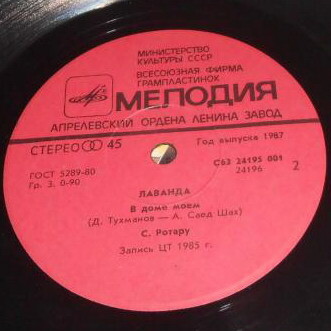 МИНИСТЕРСТВО
КУЛЬТУРЫ СССР
ВСЕСОЮЗНАЯ ФИРМА
ГРАМПЛАСТИНОК
МЕЛОДИЯ
АПРЕЛЕВСКИЙ ОРДЕНА ЛЕНИНА ЗАВОД
СТЕРЕО 45
Год выпуска 1987
ГОСТ 5289-80
Гр. 3. 0-90
С62 24195 001
24196
2
ЛАВАНДА
В доме моем
(Д. Тухманов — А. Саед Шах)
С. Ротару
Запись ЦТ 1985 г.